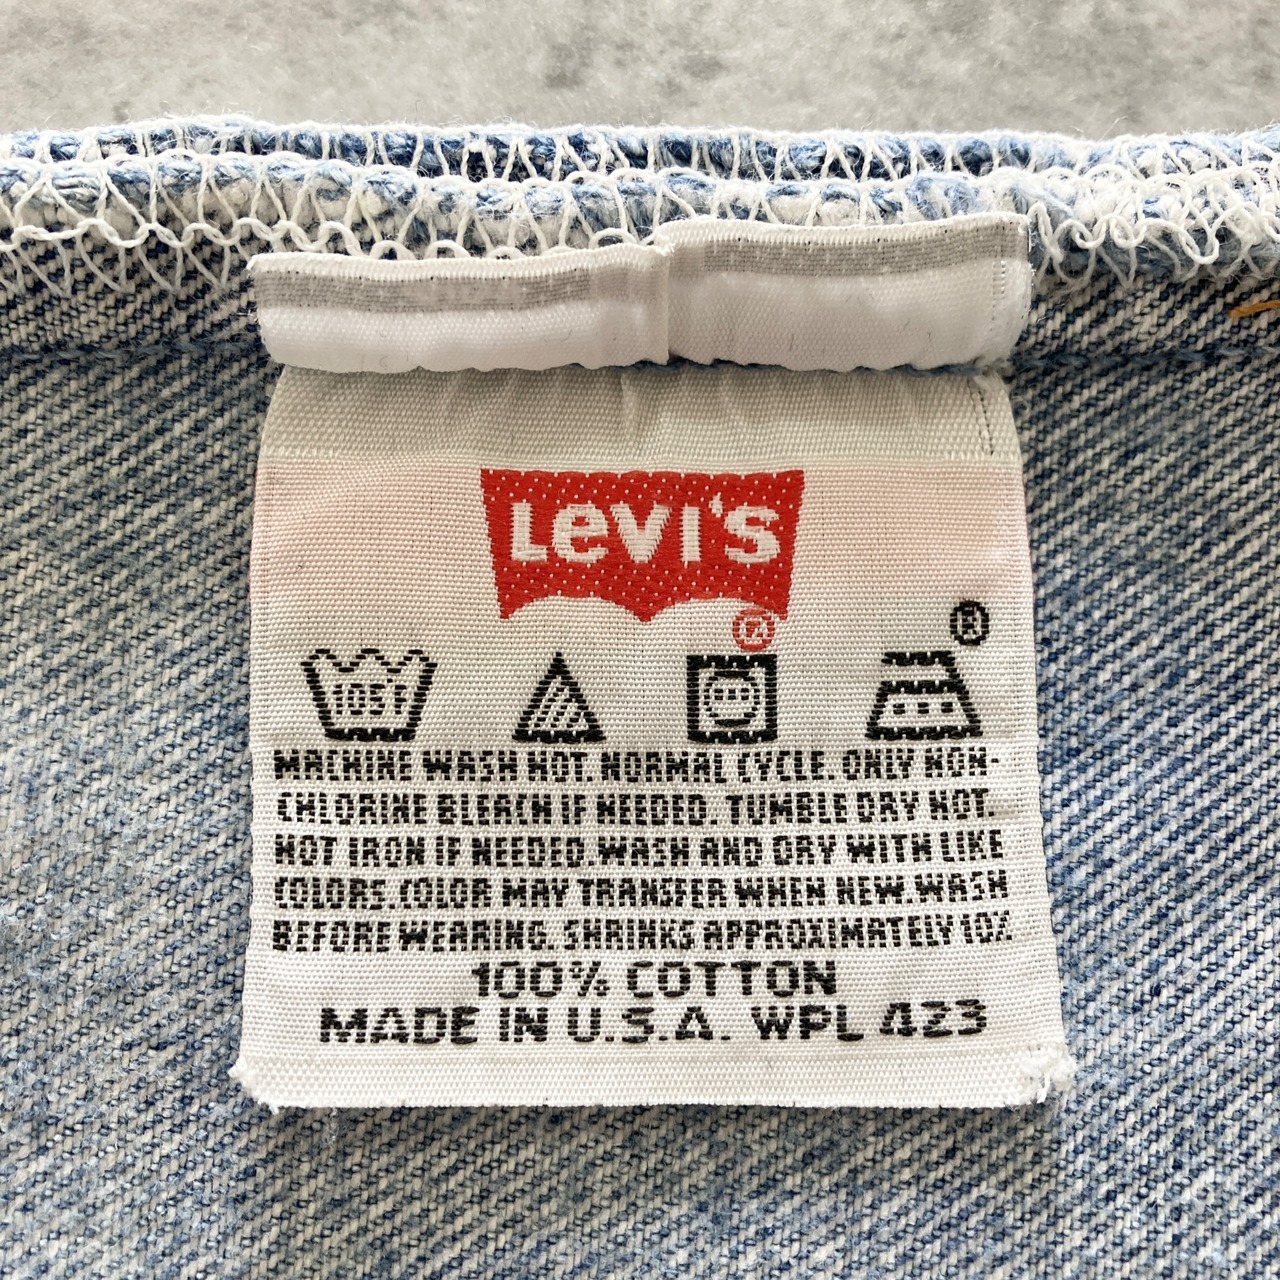 LEVI'S
®
®
105°F
MACHINE WASH HOT. NORMAL CYCLE. ONLY NON-
CHLORINE BLEACH IF NEEDED. TUMBLE DRY HOT.
HOT IRON IF NEEDED. WASH AND DRY WITH LIKE
COLORS. COLOR MAY TRANSFER WHEN NEW. WASH
BEFORE WEARING. SHRINKS APPROXIMATELY 10%
100% COTTON
MADE IN U.S.A. WPL 423